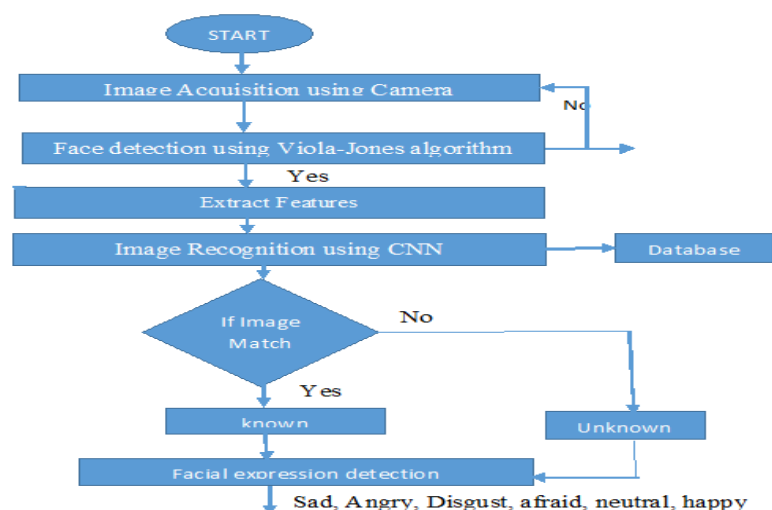 START
Image Acquisition using Camera
No
Face detection using Viola-Jones algorithm
Yes
Extract Features
Image Recognition using CNN
Database
If Image
Match
No
Yes
known
Unknown
Facial expression detection
Sad, Angry, Disgust, afraid, neutral, happy